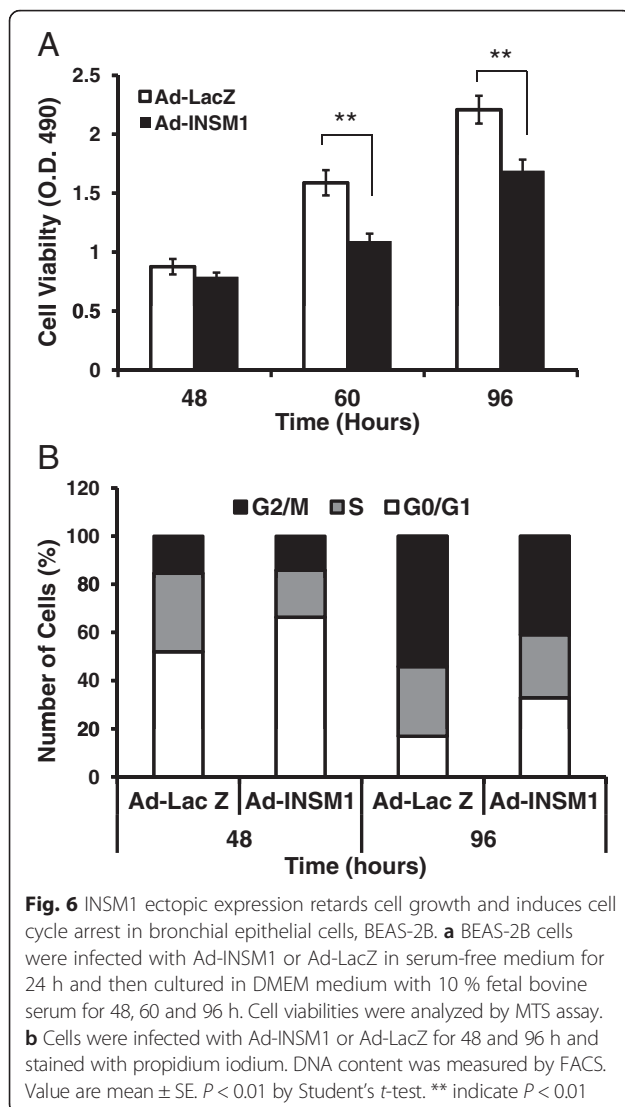 A
**
**
2.5
2
1.5
1
0.5
0
Cell Viabilty (O.D. 490)
Ad-LacZ
Ad-INSM1
48
60
96
Time (Hours)
B
120
100
80
60
40
20
0
Number of Cells (%)
G2/M S G0/G1
Ad-Lac Z Ad-INSM1 Ad-Lac Z Ad-INSM1
48 96
Time (hours)
Fig. 6 INSM1 ectopic expression retards cell growth and induces cell
cycle arrest in bronchial epithelial cells, BEAS-2B. a BEAS-2B cells
were infected with Ad-INSM1 or Ad-LacZ in serum-free medium for
24 h and then cultured in DMEM medium with 10 % fetal bovine
serum for 48, 60 and 96 h. Cell viabilities were analyzed by MTS assay.
b Cells were infected with Ad-INSM1 or Ad-LacZ for 48 and 96 h and
stained with propidium iodium. DNA content was measured by FACS.
Value are mean ± SE. P < 0.01 by Student's t-test. ** indicate P < 0.01